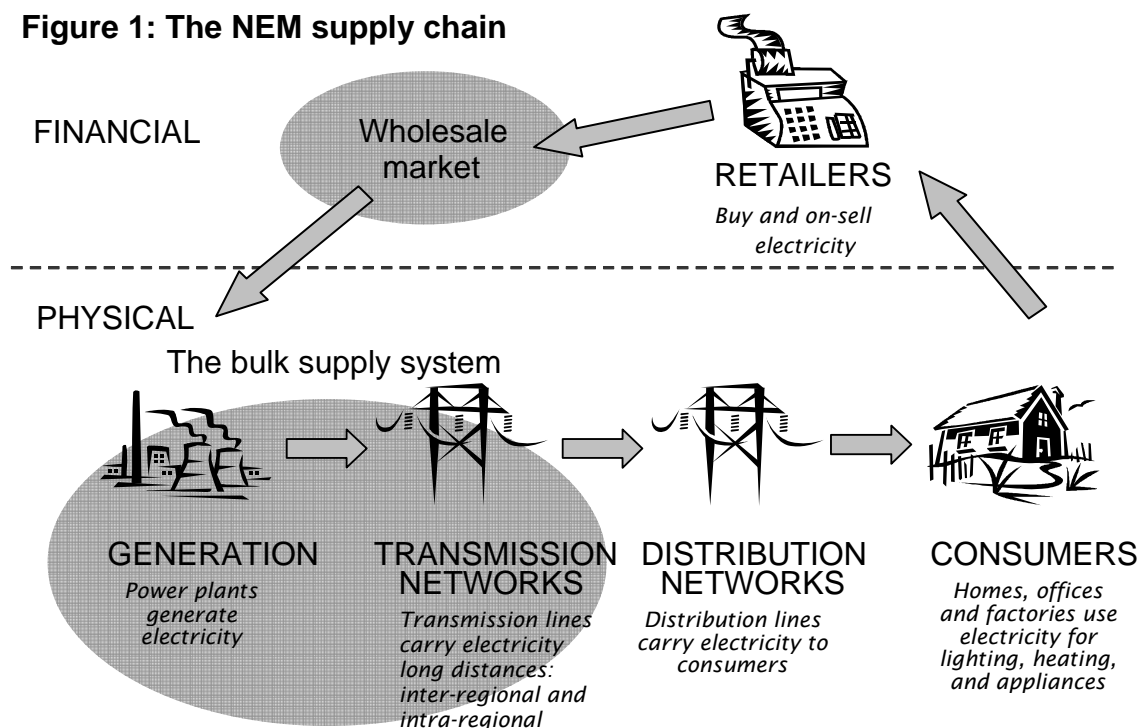 Figure 1: The NEM supply chain
FINANCIAL
Wholesale
market
RETAILERS
Buy and on-sell
electricity
PHYSICAL
The bulk supply system
GENERATION
Power plants
generate
electricity
TRANSMISSION
NETWORKS
Transmission lines
carry electricity
long distances:
inter-regional and
intra-regional
DISTRIBUTION
NETWORKS
Distribution lines
carry electricity to
consumers
CONSUMERS
Homes, offices
and factories use
electricity for
lighting, heating,
and appliances